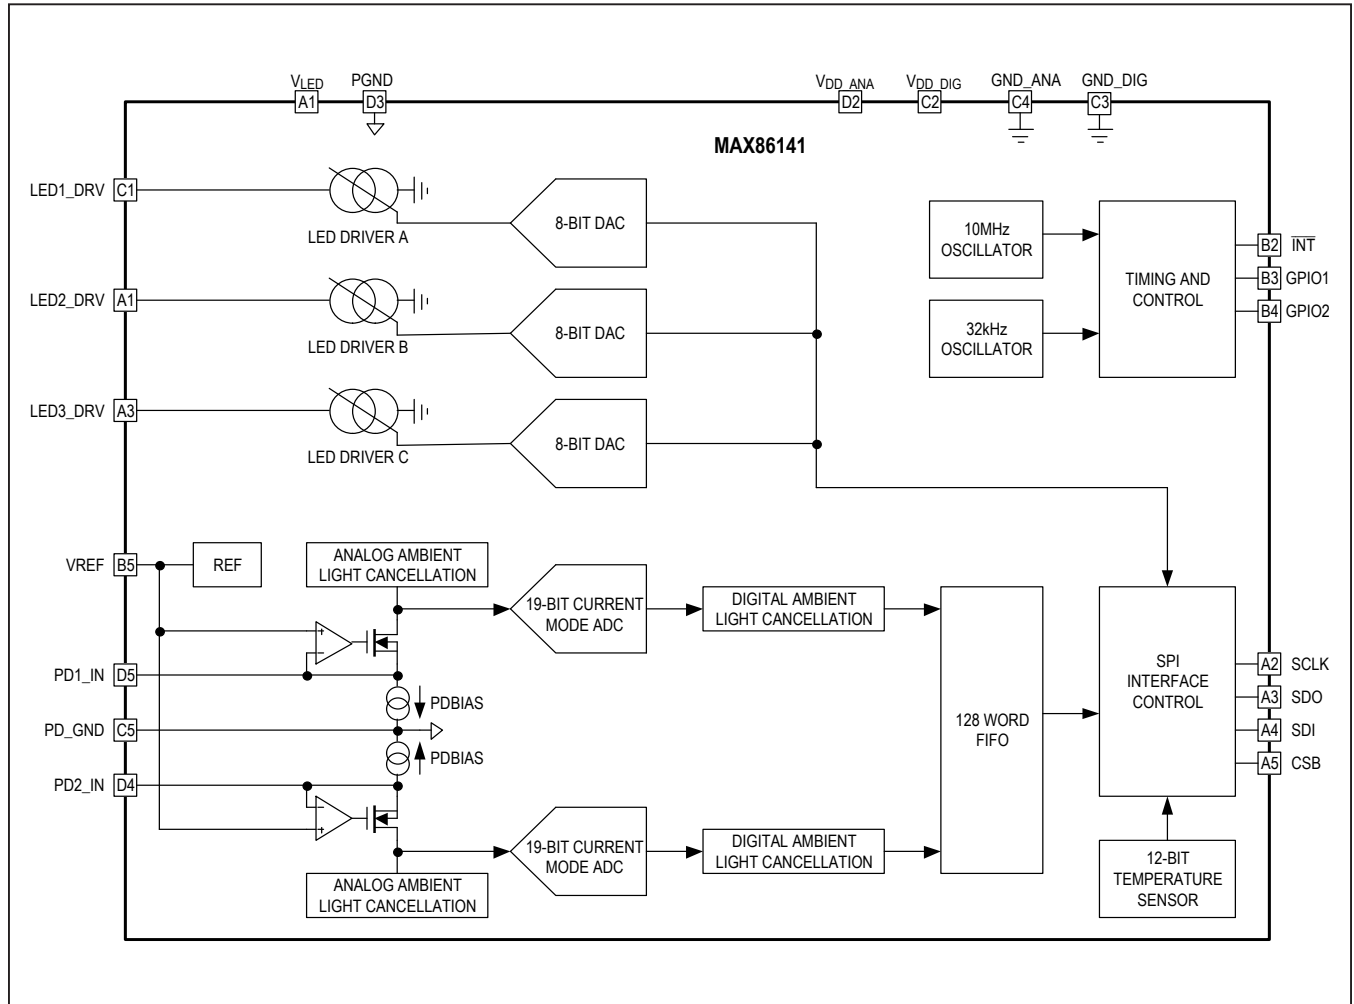 VLED
A1
PGND
D3
VDD_ANA
D2
VDD_DIG
C2
GND_ANA
C4
GND_DIG
C3
MAX86141
LED1_DRV
C1
LED DRIVER A
8-BIT DAC
LED2_DRV
A1
LED DRIVER B
8-BIT DAC
LED3_DRV
A3
LED DRIVER C
8-BIT DAC
10MHz
OSCILLATOR
32kHz
OSCILLATOR
TIMING AND
CONTROL
B2
INT
B3
GPIO1
B4
GPIO2
VREF
B5
REF
ANALOG AMBIENT
LIGHT CANCELLATION
19-BIT CURRENT
MODE ADC
DIGITAL AMBIENT
LIGHT CANCELLATION
+
−
PD1_IN
D5
PDBIAS
PD_GND
C5
PDBIAS
PD2_IN
D4
−
+
19-BIT CURRENT
MODE ADC
DIGITAL AMBIENT
LIGHT CANCELLATION
ANALOG AMBIENT
LIGHT CANCELLATION
128 WORD
FIFO
SPI
INTERFACE
CONTROL
A2
SCLK
A3
SDO
A4
SDI
A5
CSB
12-BIT
TEMPERATURE
SENSOR